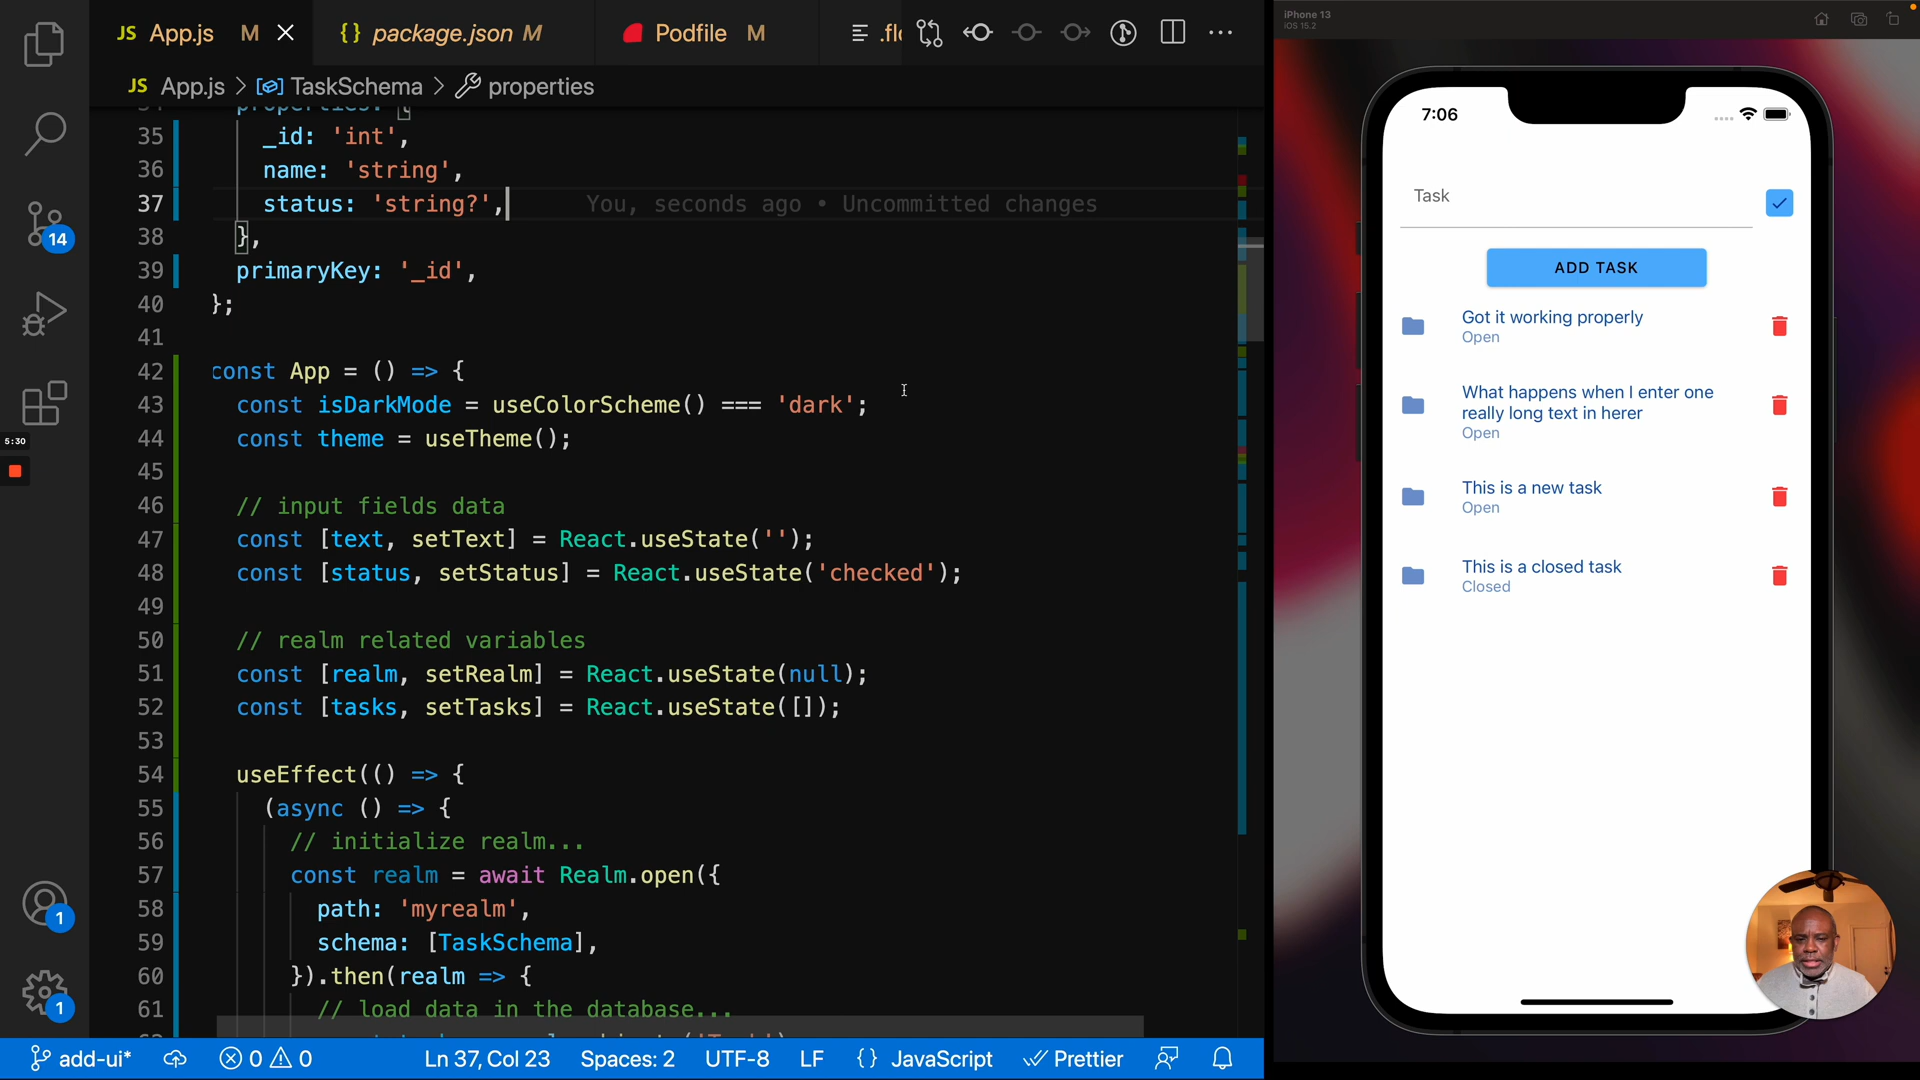 JS App.js M
{} package.json M
Podfile M
.fl
JS App.js > TaskSchema > properties
34 properties: {
35 _id: 'int',
36 name: 'string',
37 status: 'string?', You, seconds ago • Uncommitted changes
38 },
39 primaryKey: '_id',
40 };
41
42 const App = () => {
43 const isDarkMode = useColorScheme() === 'dark';
44 const theme = useTheme();
45
46 // input fields data
47 const [text, setText] = React.useState('');
48 const [status, setStatus] = React.useState('checked');
49
50 // realm related variables
51 const [realm, setRealm] = React.useState(null);
52 const [tasks, setTasks] = React.useState([]);
53
54 useEffect(() => {
55 (async () => {
56 // initialize realm...
57 const realm = await Realm.open({
58 path: 'myrealm',
59 schema: [TaskSchema],
60 }).then(realm => {
61 // load data in the database...
14
5:30
1
1
add-ui* 0 0 Ln 37, Col 23 Spaces: 2 UTF-8 LF {} JavaScript Prettier
iPhone 13
iOS 15.2
7:06
Task
ADD TASK
Got it working properly
Open
What happens when I enter one
really long text in herer
Open
This is a new task
Open
This is a closed task
Closed